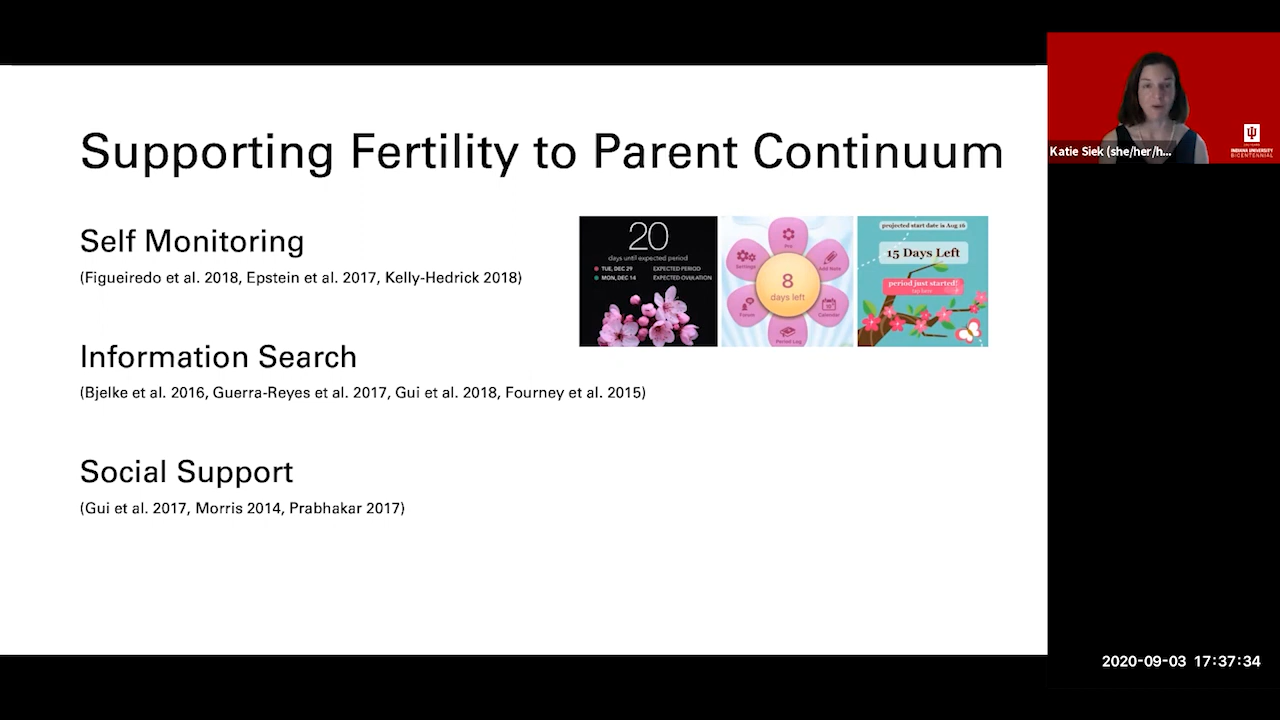 Supporting Fertility to Parent Continuum
Self Monitoring
(Figueiredo et al. 2018, Epstein et al. 2017, Kelly-Hedrick 2018)
20
days until expected period
TUE, DEC 29 EXPECTED PERIOD
MON, DEC 14 EXPECTED OVULATION
Pro
Settings
Add Note
8
days left
Forum
Calendar
Period Log
projected start date is Aug 16
15 Days Left
period just started?
tap here
Information Search
(Bjelke et al. 2016, Guerra-Reyes et al. 2017, Gui et al. 2018, Fourney et al. 2015)
Social Support
(Gui et al. 2017, Morris 2014, Prabhakar 2017)
Katie Siek (she/her/h...
INDIANA UNIVERSITY
BICENTENNIAL
2020-09-03 17:37:34